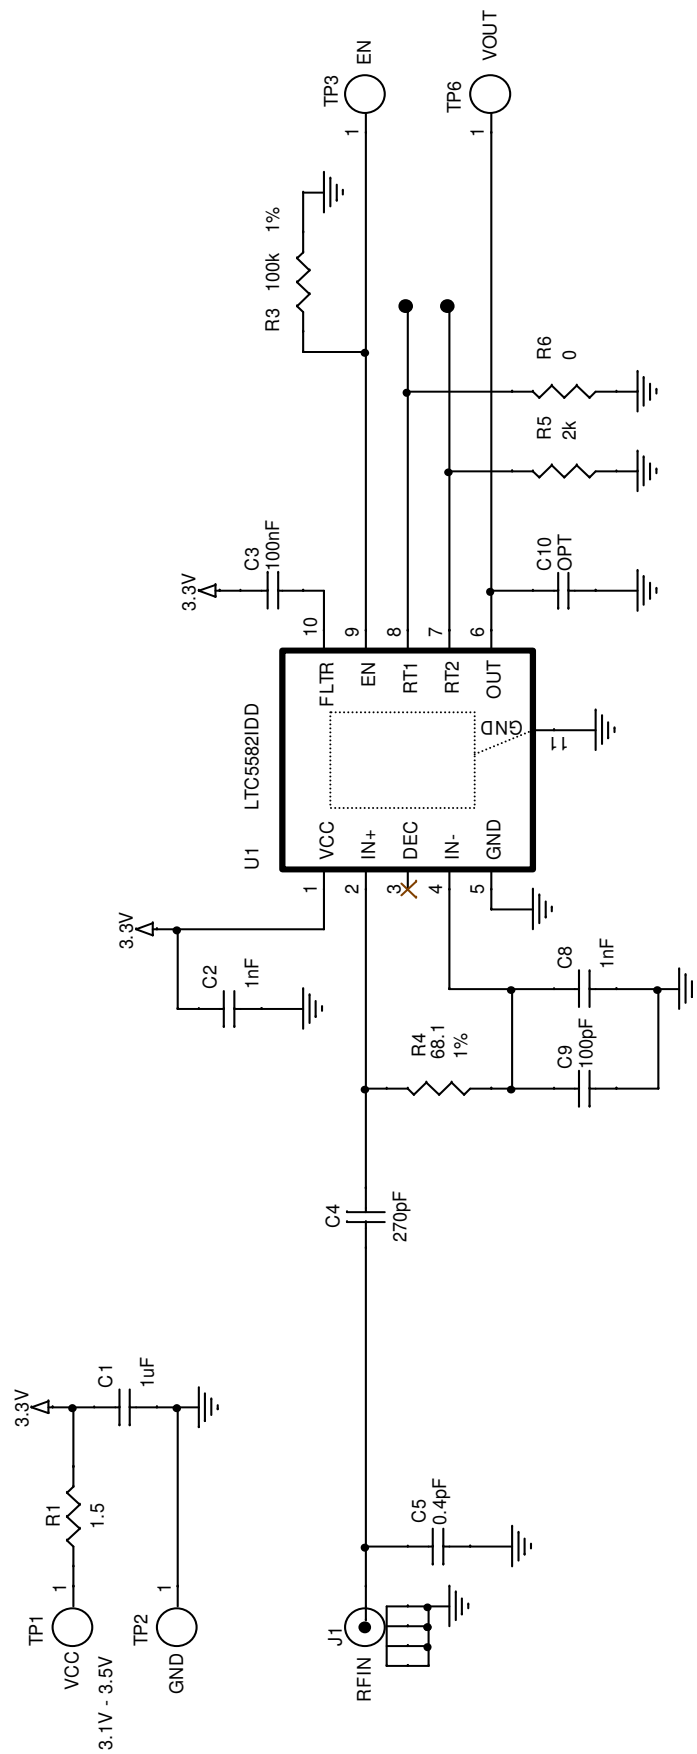 TP1
1
VCC
3.1V - 3.5V
R1
1.5
3.3V
C1
1uF
TP2
1
GND
J1
RFIN
C5
0.4pF
C4
270pF
R4
68.1
1%
C9
100pF
C8
1nF
3.3V
C2
1nF
U1
LTC5582IDD
1
VCC
2
IN+
3
DEC
4
IN-
5
GND
FLTR
10
EN
9
RT1
8
RT2
7
OUT
6
GND
11
3.3V
C3
100nF
C10
OPT
R5
2k
R6
0
R3 100k 1%
TP3
1
EN
TP6
1
VOUT